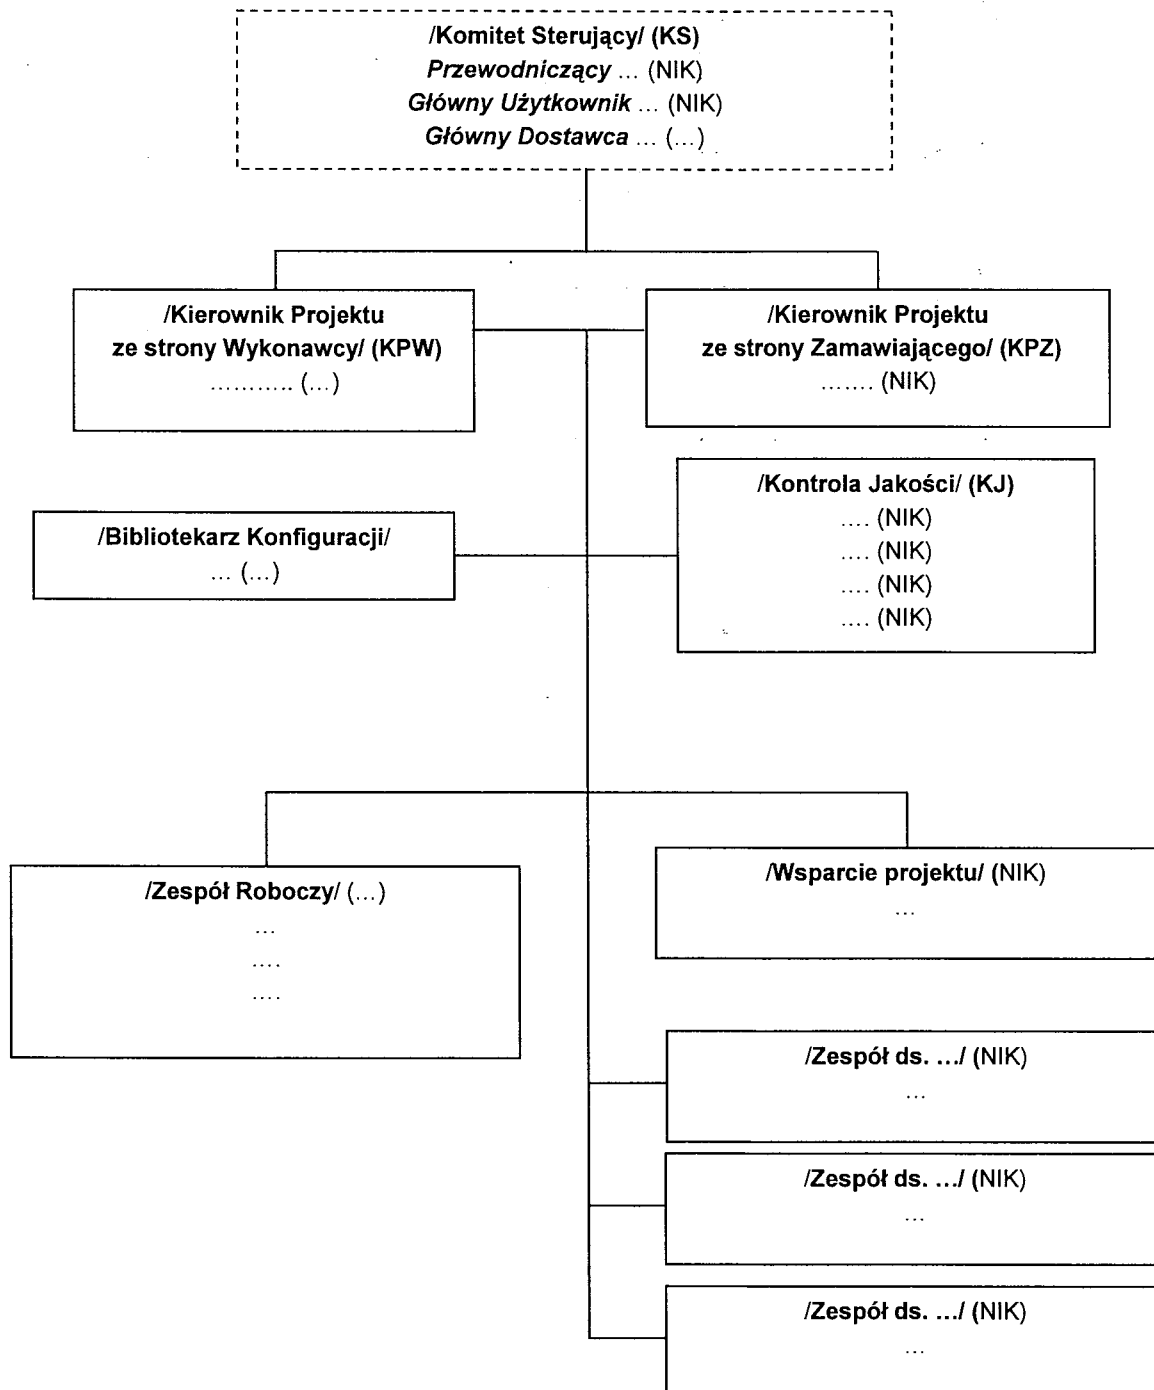 /Komitet Sterujący/ (KS)
Przewodniczący … (NIK)
Główny Użytkownik … (NIK)
Główny Dostawca … (…)
/Kierownik Projektu
ze strony Wykonawcy/ (KPW)
……….. (…)
/Kierownik Projektu
ze strony Zamawiającego/ (KPZ)
……. (NIK)
/Bibliotekarz Konfiguracji/
… (…)
/Kontrola Jakości/ (KJ)
…. (NIK)
…. (NIK)
…. (NIK)
…. (NIK)
/Zespół Roboczy/ (…)
…
….
….
/Wsparcie projektu/ (NIK)
…
/Zespół ds. …/ (NIK)
…
/Zespół ds. …/ (NIK)
…
/Zespół ds. …/ (NIK)
…